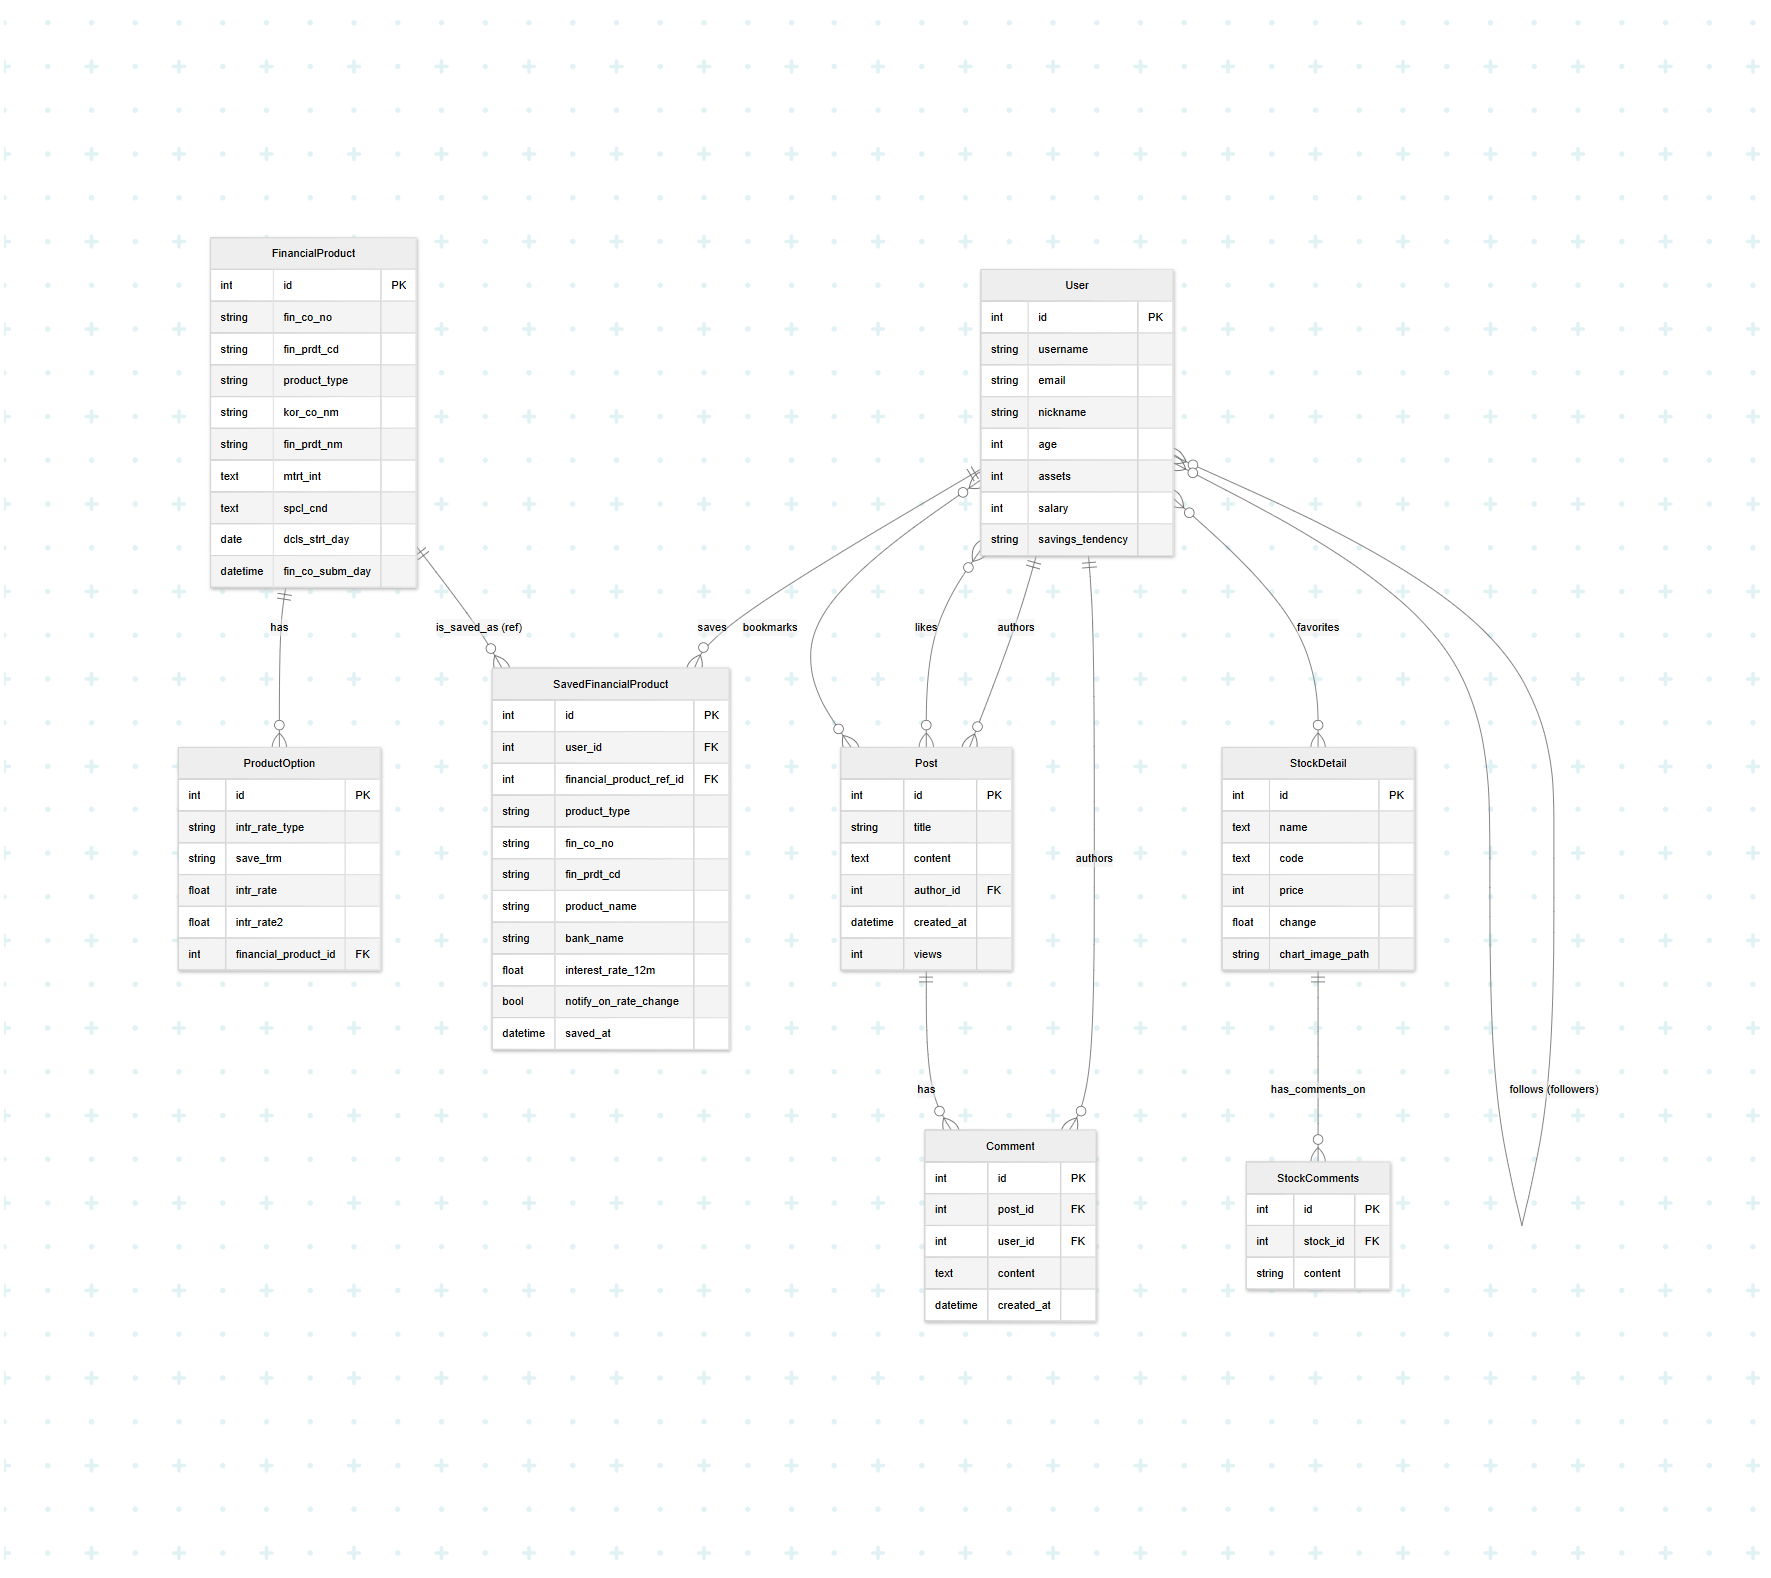 FinancialProduct
int id PK
string fin_co_no
string fin_prdt_cd
string product_type
string kor_co_nm
string fin_prdt_nm
text mtrt_int
text spcl_cnd
date dcls_strt_day
datetime fin_co_subm_day
User
int id PK
string username
string email
string nickname
int age
int assets
int salary
string savings_tendency
has
is_saved_as (ref)
saves
bookmarks
likes
authors
favorites
SavedFinancialProduct
int id PK
int user_id FK
int financial_product_ref_id FK
string product_type
string fin_co_no
string fin_prdt_cd
string product_name
string bank_name
float interest_rate_12m
bool notify_on_rate_change
datetime saved_at
ProductOption
int id PK
string intr_rate_type
string save_trm
float intr_rate
float intr_rate2
int financial_product_id FK
Post
int id PK
string title
text content
int author_id FK
datetime created_at
int views
authors
StockDetail
int id PK
text name
text code
int price
float change
string chart_image_path
has
has_comments_on
follows (followers)
Comment
int id PK
int post_id FK
int user_id FK
text content
datetime created_at
StockComments
int id PK
int stock_id FK
string content